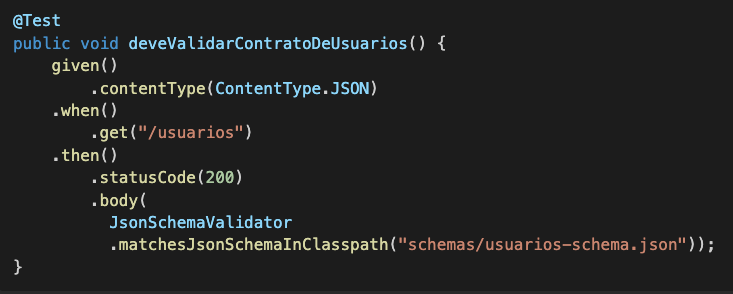 @Test
public void deveValidarContratoDeUsuarios() {
    given()
        .contentType(ContentType.JSON)
    .when()
        .get("/usuarios")
    .then()
        .statusCode(200)
        .body(
          JsonSchemaValidator
          .matchesJsonSchemaInClasspath("schemas/usuarios-schema.json"));
}